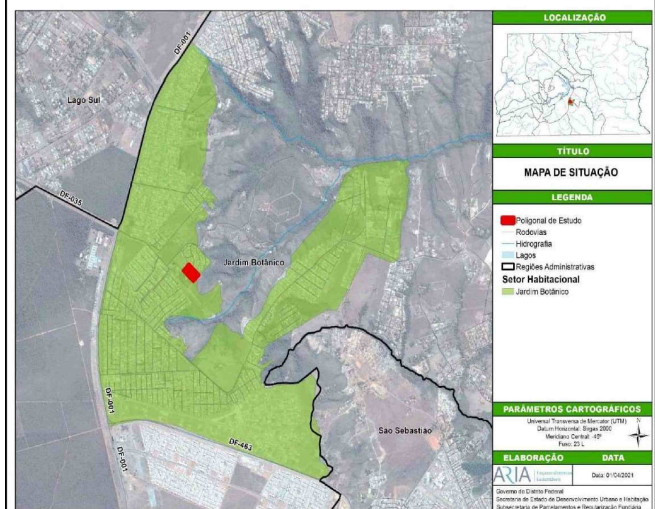 DF-001
Lago Sul
DF-035
Jardim Botânico
DF-001
DF-001
DF-463
São Sebastião
LOCALIZAÇÃO
TÍTULO
MAPA DE SITUAÇÃO
LEGENDA
Poligonal de Estudo
Rodovias
Hidrografia
Lagos
Regiões Administrativas
Setor Habitacional
Jardim Botânico
PARÂMETROS CARTOGRÁFICOS
Universal Transversa de Mercator (UTM)
Datum Horizontal: Sirgas 2000
Meridiano Central: -45º
Fuso: 23 L
ELABORAÇÃO
DATA
ARIA
Data: 01/04/2021
Governo do Distrito Federal
Secretaria de Estado de Desenvolvimento Urbano e Habitação
Subsecretaria de Parcelamentos e Regularização Fundiária